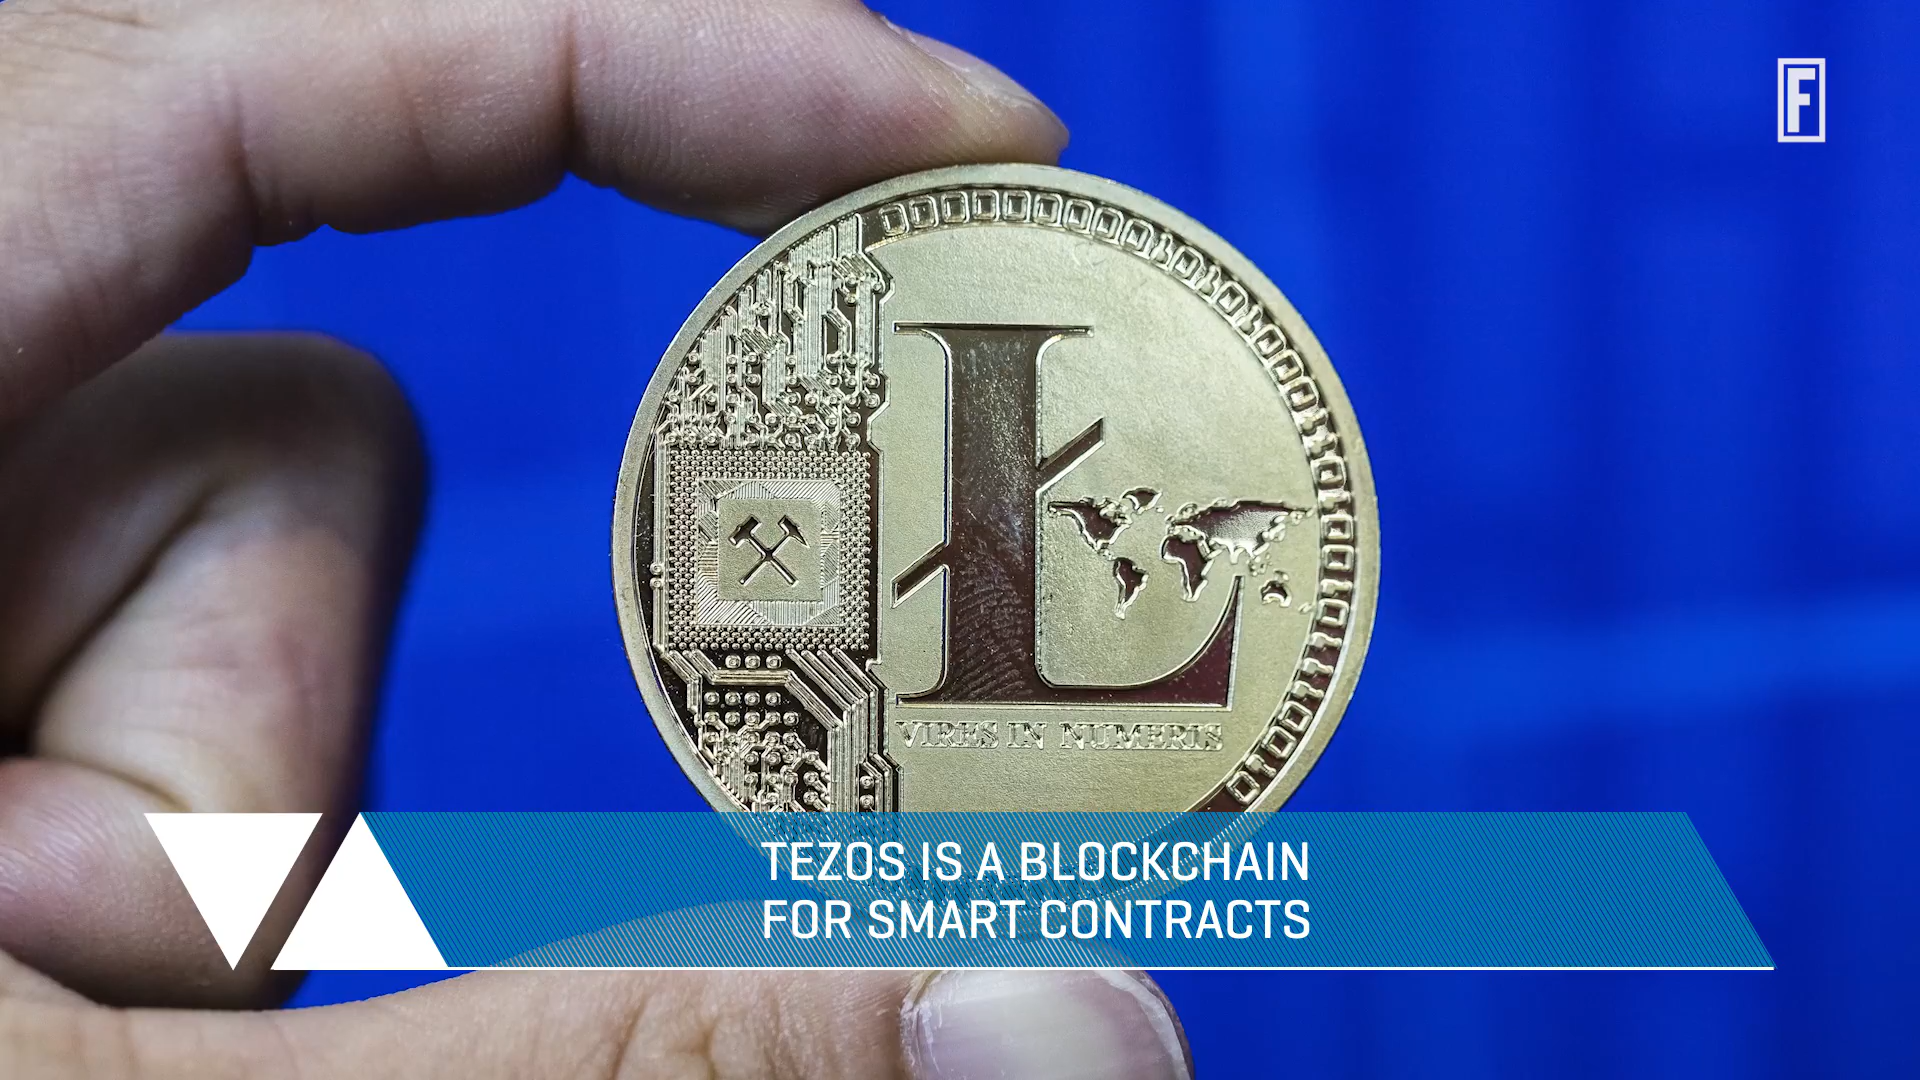 F
Ł
VIRES IN NUMERIS
TEZOS IS A BLOCKCHAIN
FOR SMART CONTRACTS